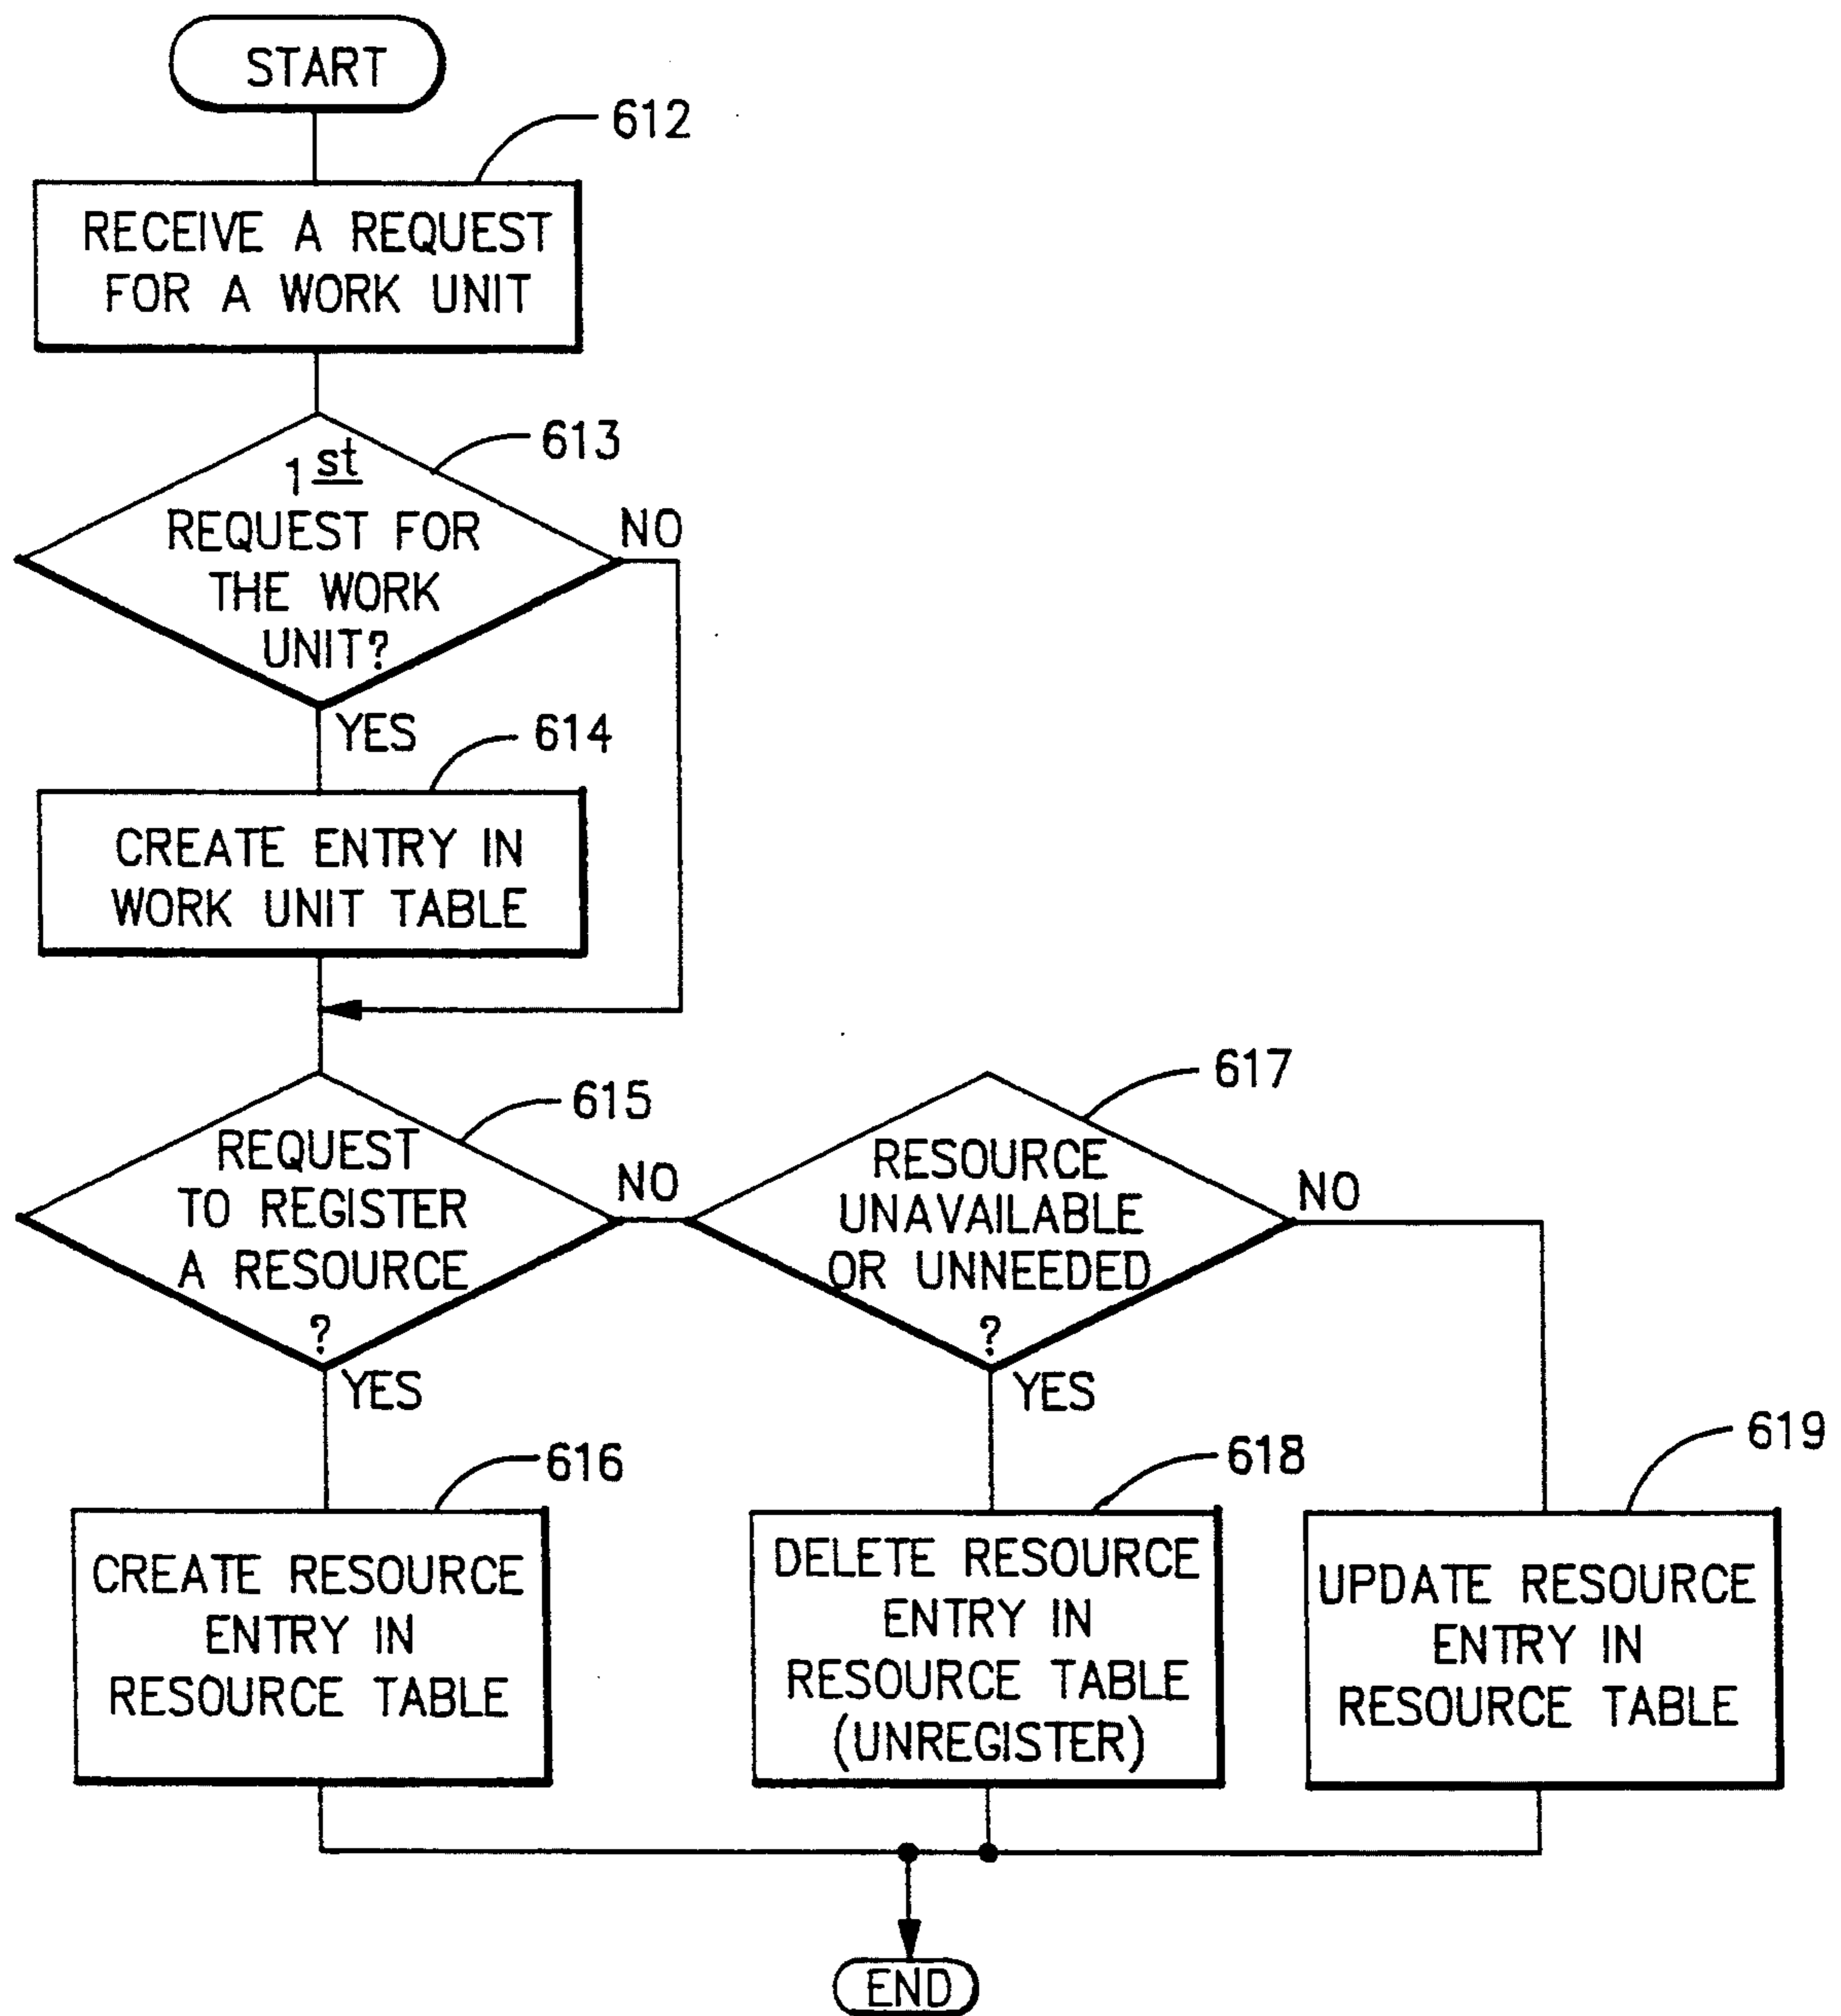 START
612
RECEIVE A REQUEST
FOR A WORK UNIT
613
1st
REQUEST FOR
THE WORK
UNIT?
NO
YES
614
CREATE ENTRY IN
WORK UNIT TABLE
615
REQUEST
TO REGISTER
A RESOURCE
?
NO
YES
617
RESOURCE
UNAVAILABLE
OR UNNEEDED
?
NO
YES
616
CREATE RESOURCE
ENTRY IN
RESOURCE TABLE
618
DELETE RESOURCE
ENTRY IN
RESOURCE TABLE
(UNREGISTER)
619
UPDATE RESOURCE
ENTRY IN
RESOURCE TABLE
END